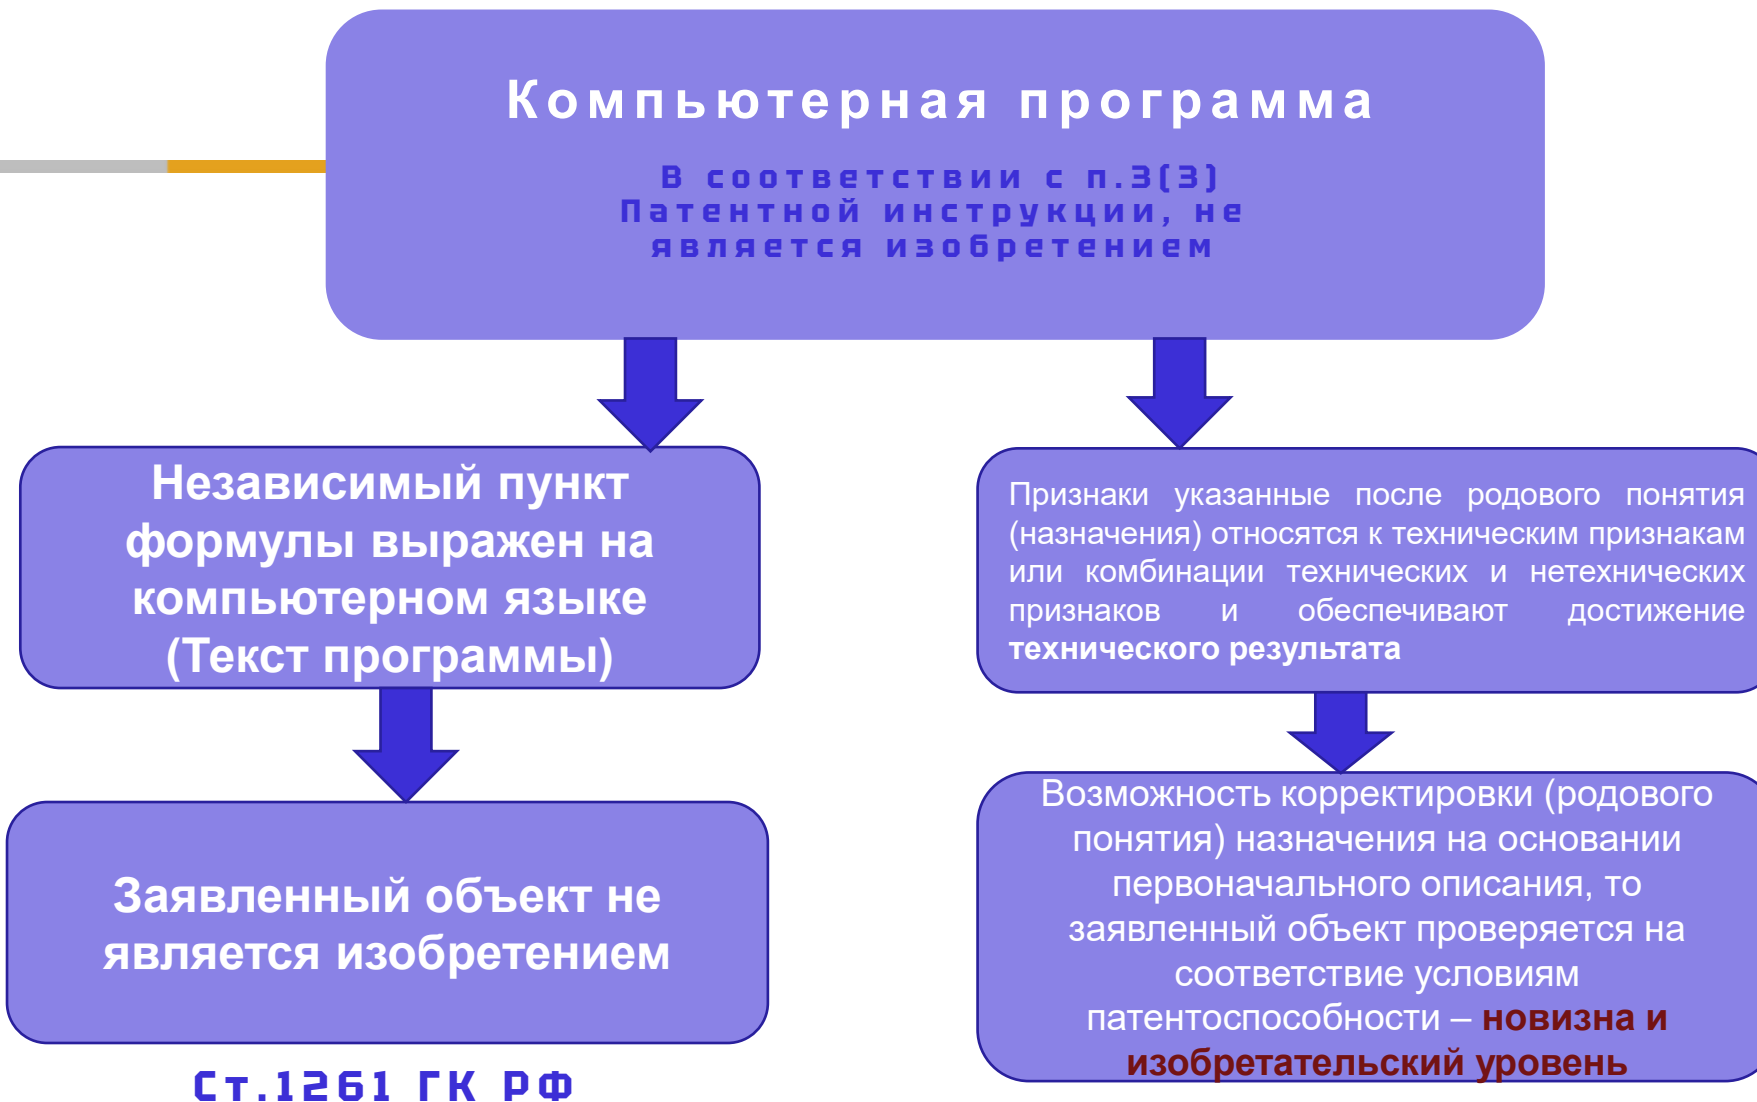 Компьютерная программа
В соответствии с п.3(3)
Патентной инструкции, не
является изобретением
Независимый пункт
формулы выражен на
компьютерном языке
(Текст программы)
Заявленный объект не
является изобретением
Ст.1261 ГК РФ
Признаки указанные после родового понятия
(назначения) относятся к техническим признакам
или комбинации технических и нетехнических
признаков и обеспечивают достижение
технического результата
Возможность корректировки (родового
понятия) назначения на основании
первоначального описания, то
заявленный объект проверяется на
соответствие условиям
патентоспособности – новизна и
изобретательский уровень